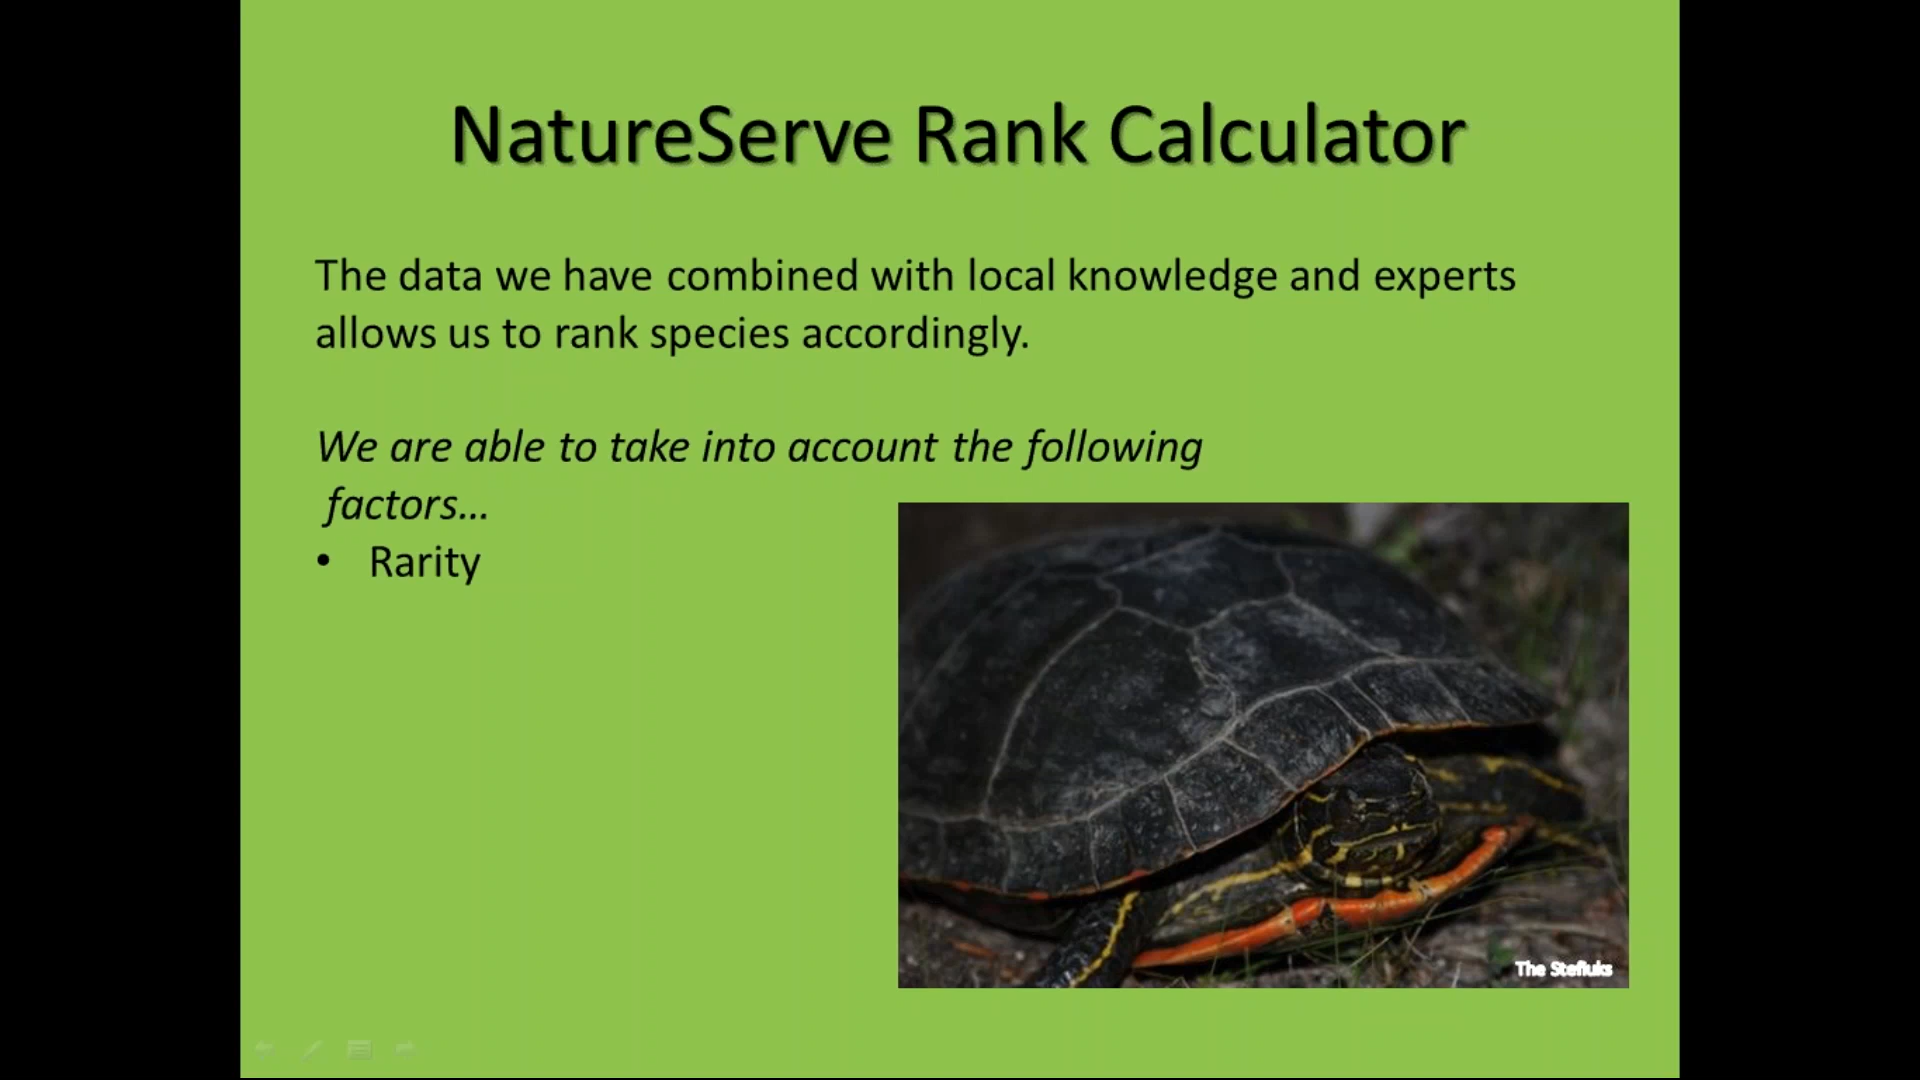 NatureServe Rank Calculator
The data we have combined with local knowledge and experts
allows us to rank species accordingly.
We are able to take into account the following
factors...
• Rarity
The Stefiuks